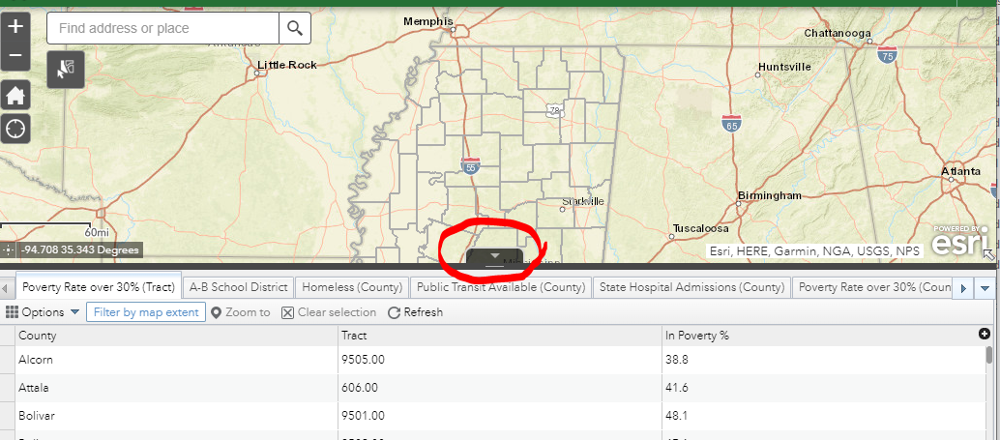 Memphis
+
Find address or place
Chattanooga
Arkansas
75
−
Little Rock
Huntsville
78
65
55
Atlanta
Starkville
Birmingham
Tuscaloosa
60mi
POWERED BY
esri
-94.708 35.343 Degrees
Esri, HERE, Garmin, NGA, USGS, NPS
Mississippi
Poverty Rate over 30% (Tract) A-B School District Homeless (County) Public Transit Available (County) State Hospital Admissions (County) Poverty Rate over 30% (Coun
Options Filter by map extent Zoom to Clear selection Refresh
County Tract In Poverty %
Alcorn 9505.00 38.8
Attala 606.00 41.6
Bolivar 9501.00 48.1